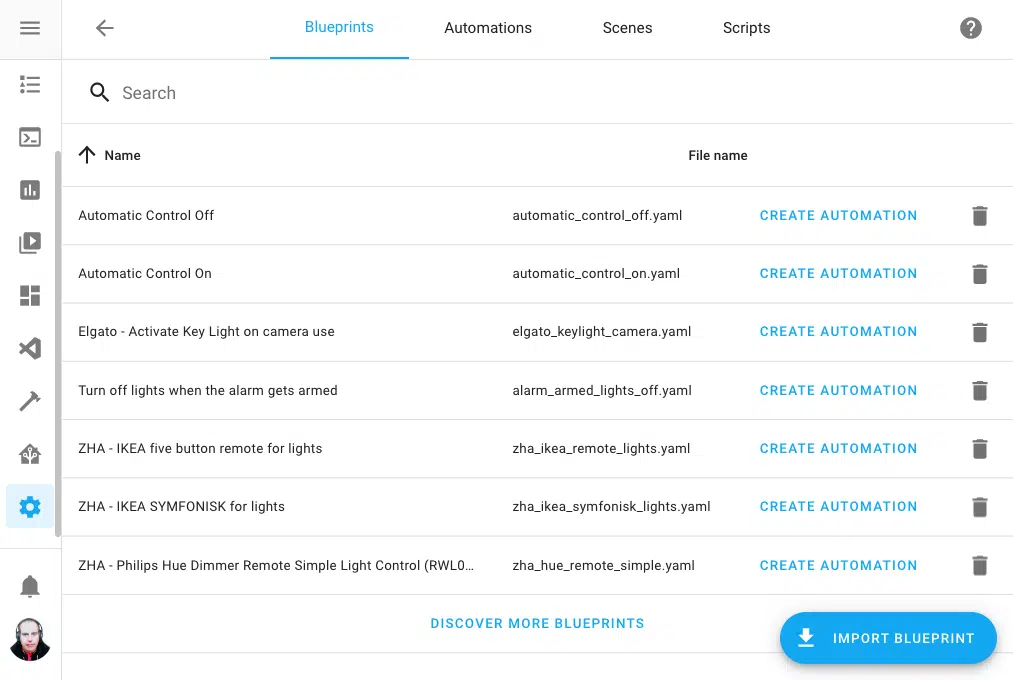 Blueprints Automations Scenes Scripts
Search
Name File name
Automatic Control Off automatic_control_off.yaml CREATE AUTOMATION
Automatic Control On automatic_control_on.yaml CREATE AUTOMATION
Elgato - Activate Key Light on camera use elgato_keylight_camera.yaml CREATE AUTOMATION
Turn off lights when the alarm gets armed alarm_armed_lights_off.yaml CREATE AUTOMATION
ZHA - IKEA five button remote for lights zha_ikea_remote_lights.yaml CREATE AUTOMATION
ZHA - IKEA SYMFONISK for lights zha_ikea_symfonisk_lights.yaml CREATE AUTOMATION
ZHA - Philips Hue Dimmer Remote Simple Light Control (RWL0… zha_hue_remote_simple.yaml CREATE AUTOMATION
DISCOVER MORE BLUEPRINTS
IMPORT BLUEPRINT